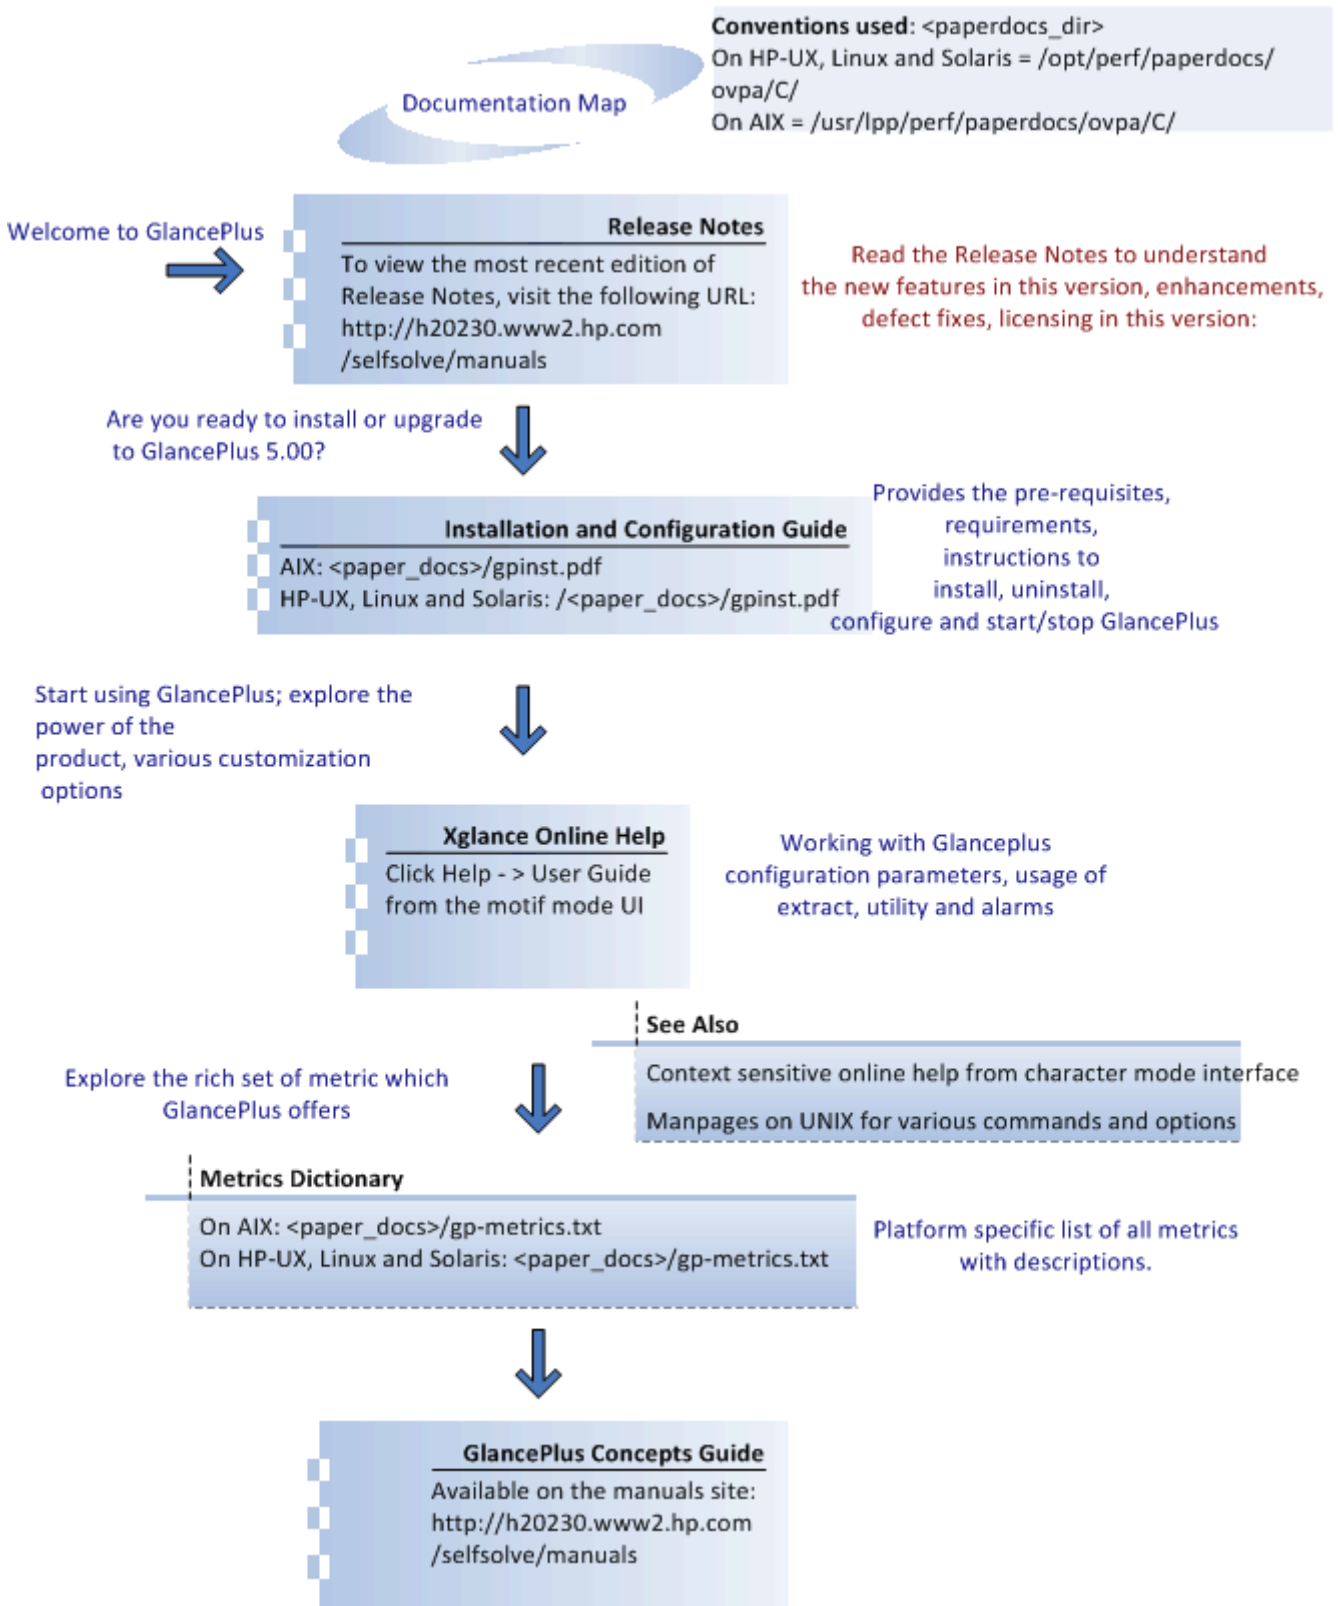 Conventions used: <paperdocs_dir>
On HP-UX, Linux and Solaris = /opt/perf/paperdocs/
ovpa/C/
On AIX = /usr/lpp/perf/paperdocs/ovpa/C/
Documentation Map
Welcome to GlancePlus
Release Notes
To view the most recent edition of
Release Notes, visit the following URL:
http://h20230.www2.hp.com
/selfsolve/manuals
Read the Release Notes to understand
the new features in this version, enhancements,
defect fixes, licensing in this version:
Are you ready to install or upgrade
to GlancePlus 5.00?
Installation and Configuration Guide
AIX: <paper_docs>/gpinst.pdf
HP-UX, Linux and Solaris: /<paper_docs>/gpinst.pdf
Provides the pre-requisites,
requirements,
instructions to
install, uninstall,
configure and start/stop GlancePlus
Start using GlancePlus; explore the
power of the
product, various customization
options
Xglance Online Help
Click Help - > User Guide
from the motif mode UI
Working with Glanceplus
configuration parameters, usage of
extract, utility and alarms
See Also
Context sensitive online help from character mode interface
Manpages on UNIX for various commands and options
Explore the rich set of metric which
GlancePlus offers
Metrics Dictionary
On AIX: <paper_docs>/gp-metrics.txt
On HP-UX, Linux and Solaris: <paper_docs>/gp-metrics.txt
Platform specific list of all metrics
with descriptions.
GlancePlus Concepts Guide
Available on the manuals site:
http://h20230.www2.hp.com
/selfsolve/manuals